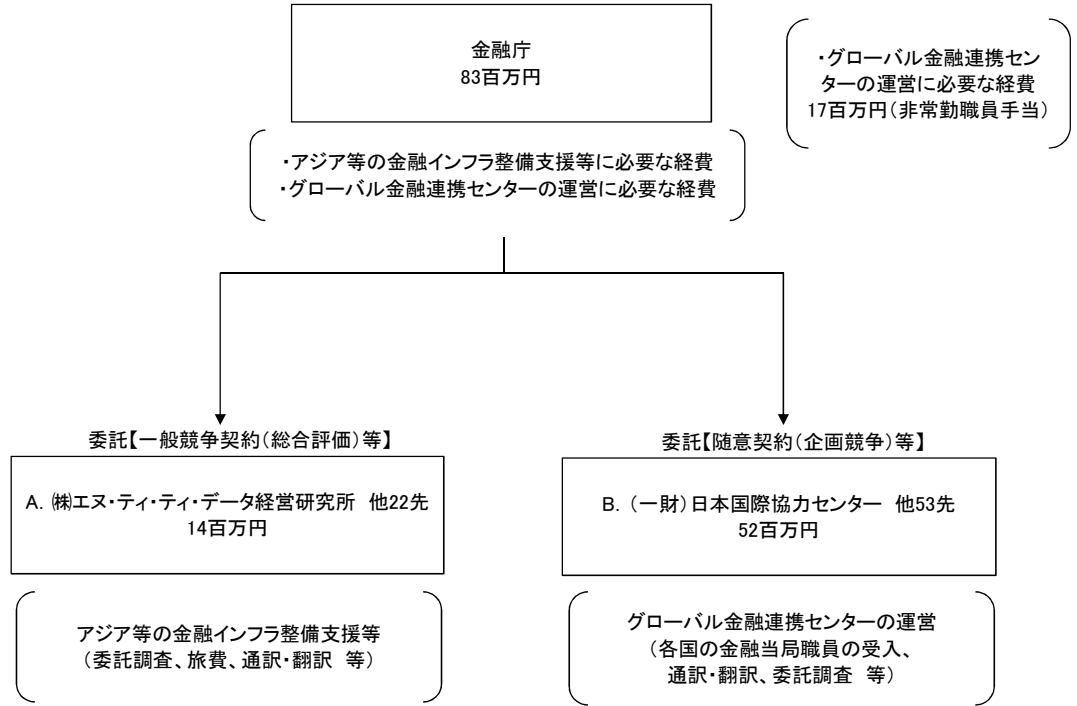 金融庁
83百万円
・グローバル金融連携セン
ターの運営に必要な経費
17百万円（非常勤職員手当）
・アジア等の金融インフラ整備支援等に必要な経費
・グローバル金融連携センターの運営に必要な経費
委託【一般競争契約（総合評価）等】
A. ㈱エヌ・ティ・ティ・データ経営研究所　他22先
14百万円
アジア等の金融インフラ整備支援等
（委託調査、旅費、通訳・翻訳　等）
委託【随意契約（企画競争）等】
B. （一財）日本国際協力センター　他53先
52百万円
グローバル金融連携センターの運営
（各国の金融当局職員の受入、
通訳・翻訳、委託調査　等）